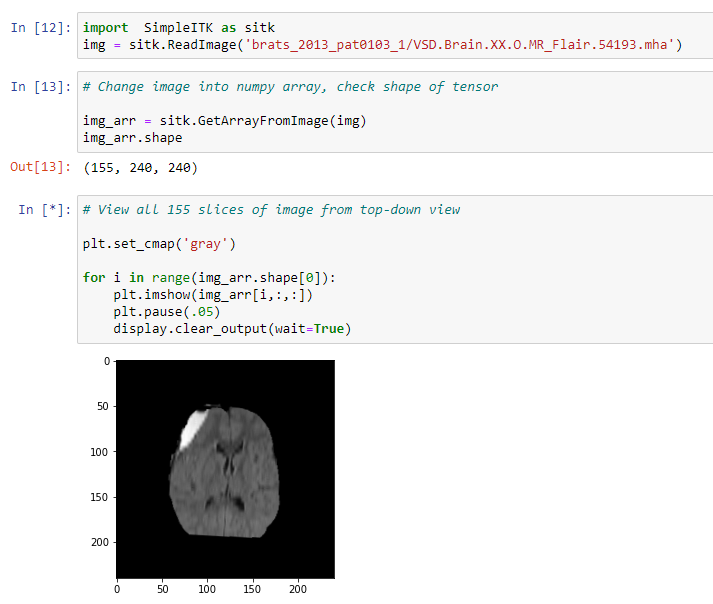 In [12]: import  SimpleITK as sitk
img = sitk.ReadImage('brats_2013_pat0103_1/VSD.Brain.XX.O.MR_Flair.54193.mha')
In [13]: # Change image into numpy array, check shape of tensor
img_arr = sitk.GetArrayFromImage(img)
img_arr.shape
Out[13]: (155, 240, 240)
In [*]: # View all 155 slices of image from top-down view
plt.set_cmap('gray')
for i in range(img_arr.shape[0]):
    plt.imshow(img_arr[i,:,:])
    plt.pause(.05)
    display.clear_output(wait=True)
0
50
100
150
200
0 50 100 150 200